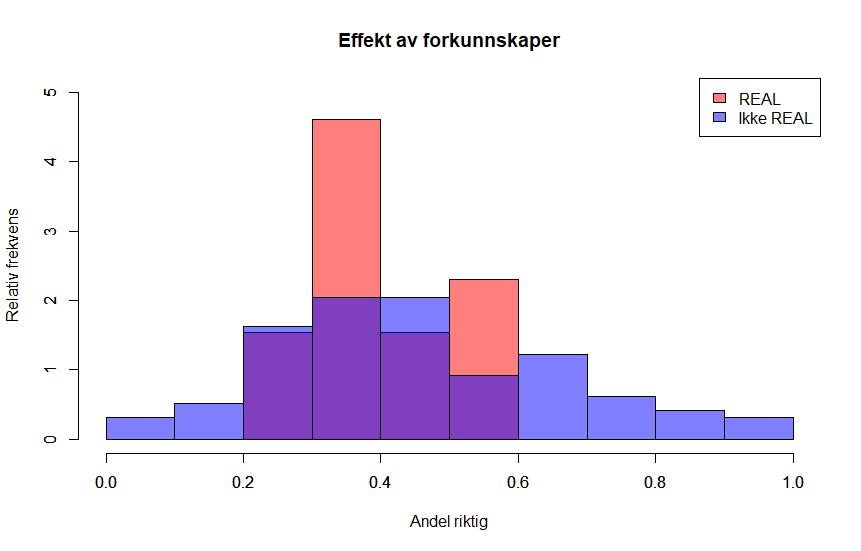 Effekt av forkunnskaper
REAL
Ikke REAL
Relativ frekvens
5
4
3
2
1
0
0.0 0.2 0.4 0.6 0.8 1.0
Andel riktig